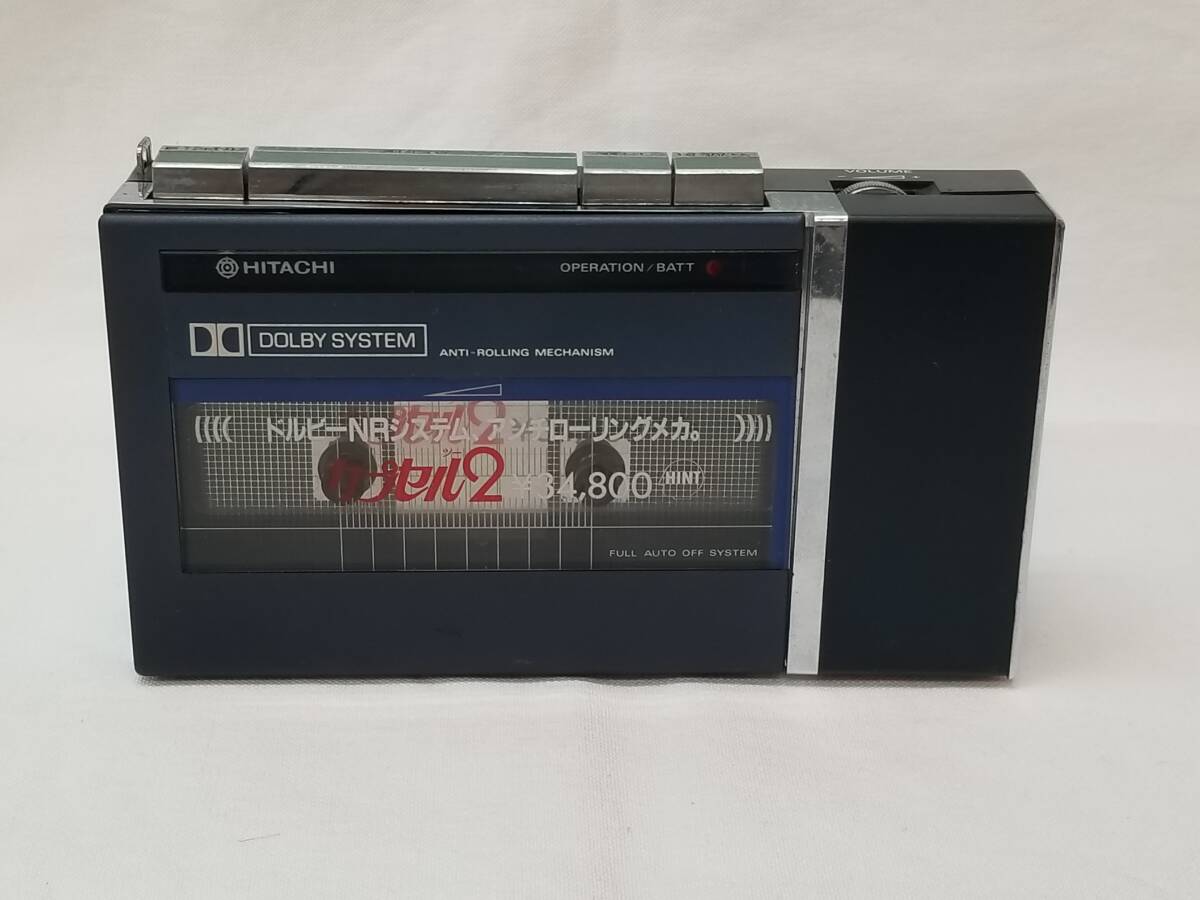 VOLUME
HITACHI
OPERATION/BATT
DOLBY SYSTEM
ANTI-ROLLING MECHANISM
ドルビーNRシステム、アンチローリングメカ。
ツー
カプセル2 ¥34,800 HINT
FULL AUTO OFF SYSTEM